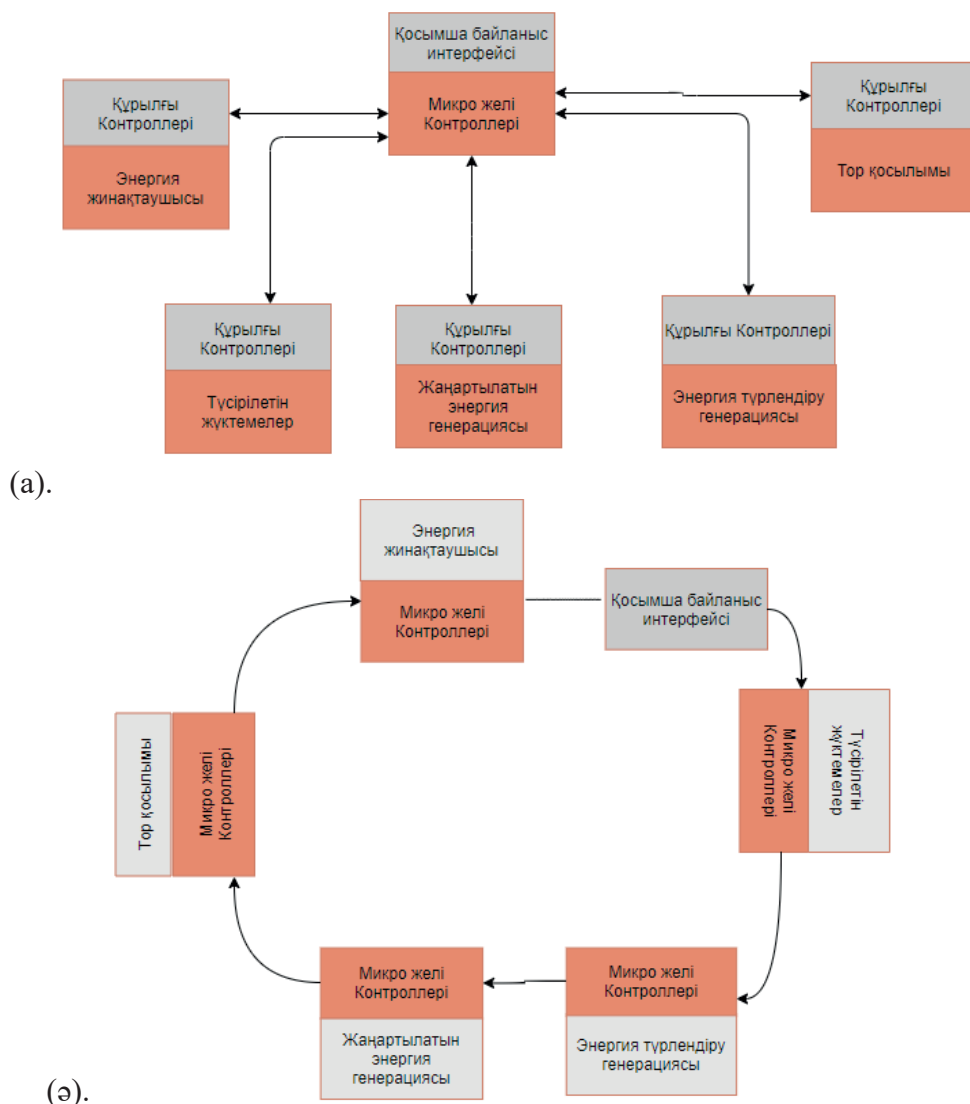 Қосымша байланыс
интерфейсі
Микро желі
Контроллері
Құрылғы
Контроллері
Энергия
жинақтаушысы
Құрылғы
Контроллері
Тор қосылымы
Құрылғы
Контроллері
Түсірілетін
жүктемелер
Құрылғы
Контроллері
Жаңартылатын
энергия
генерациясы
Құрылғы Контроллері
Энергия түрлендіру
генерациясы
(а).
Энергия
жинақтаушысы
Микро желі
Контроллері
Қосымша байланыс
интерфейсі
Түсірілетін
жүктемелер
Микро желі
Контроллері
Тор қосылымы
Микро желі
Контроллері
Микро желі
Контроллері
Жаңартылатын
энергия
генерациясы
Микро желі
Контроллері
Энергия түрлендіру
генерациясы
(ә).